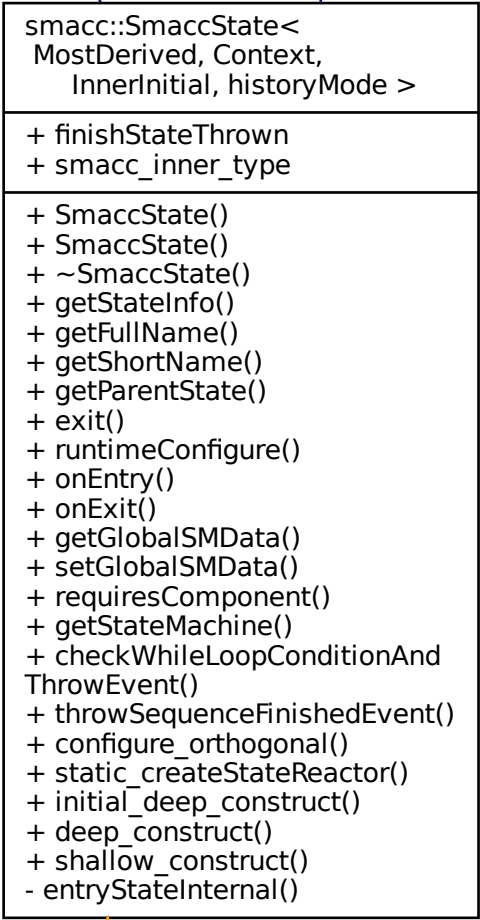 smacc::SmaccState<
MostDerived, Context,
InnerInitial, historyMode >
+ finishStateThrown
+ smacc_inner_type
+ SmaccState()
+ SmaccState()
+ ~SmaccState()
+ getStateInfo()
+ getFullName()
+ getShortName()
+ getParentState()
+ exit()
+ runtimeConfigure()
+ onEntry()
+ onExit()
+ getGlobalSMData()
+ setGlobalSMData()
+ requiresComponent()
+ getStateMachine()
+ checkWhileLoopConditionAnd
ThrowEvent()
+ throwSequenceFinishedEvent()
+ configure_orthogonal()
+ static_createStateReactor()
+ initial_deep_construct()
+ deep_construct()
+ shallow_construct()
- entryStateInternal()